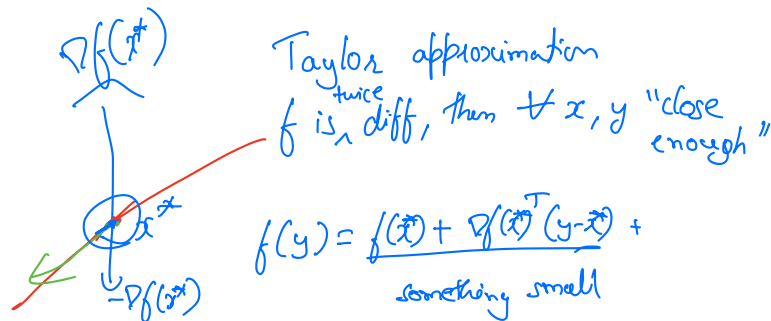 ∇f(x*)
Taylor approximation
f is twice diff, then ∀ x, y "close enough"
x*
f(y) = f(x*) + ∇f(x*)ᵀ(y-x*) +
something small
-∇f(x*)